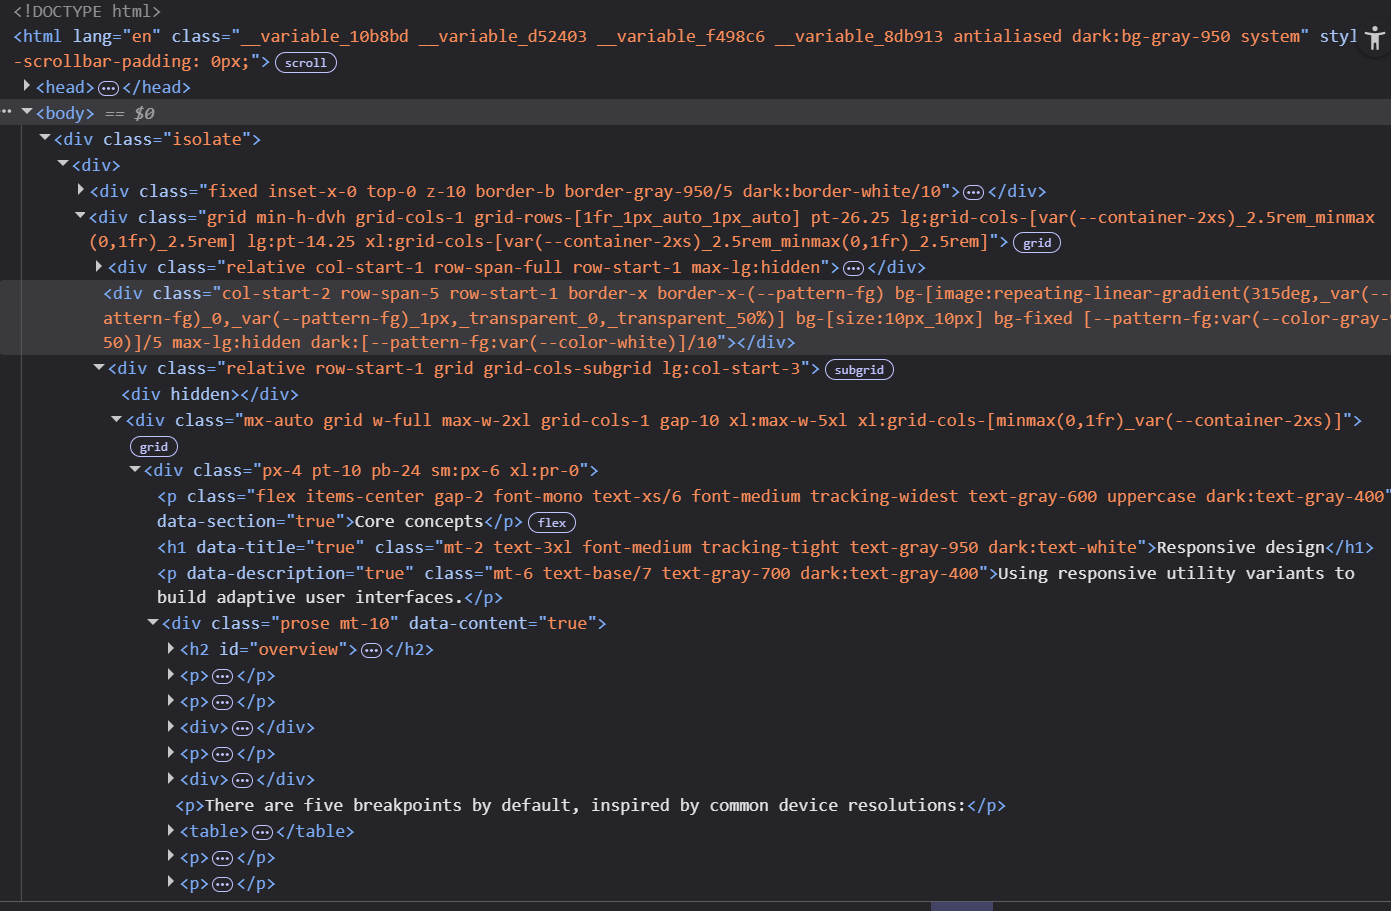 <!DOCTYPE html>
<html lang="en" class="__variable_10b8bd __variable_d52403 __variable_f498c6 __variable_8db913 antialiased dark:bg-gray-950 system" styl
-scrollbar-padding: 0px;"> scroll
<head>…</head>
<body> == $0
<div class="isolate">
<div>
<div class="fixed inset-x-0 top-0 z-10 border-b border-gray-950/5 dark:border-white/10">…</div>
<div class="grid min-h-dvh grid-cols-1 grid-rows-[1fr_1px_auto_1px_auto] pt-26.25 lg:grid-cols-[var(--container-2xs)_2.5rem_minmax
(0,1fr)_2.5rem] lg:pt-14.25 xl:grid-cols-[var(--container-2xs)_2.5rem_minmax(0,1fr)_2.5rem]"> grid
<div class="relative col-start-1 row-span-full row-start-1 max-lg:hidden">…</div>
<div class="col-start-2 row-span-5 row-start-1 border-x border-x-(--pattern-fg) bg-[image:repeating-linear-gradient(315deg,_var(--
attern-fg)_0,_var(--pattern-fg)_1px,_transparent_0,_transparent_50%)] bg-[size:10px_10px] bg-fixed [--pattern-fg:var(--color-gray-
50)]/5 max-lg:hidden dark:[--pattern-fg:var(--color-white)]/10"></div>
<div class="relative row-start-1 grid grid-cols-subgrid lg:col-start-3"> subgrid
<div hidden></div>
<div class="mx-auto grid w-full max-w-2xl grid-cols-1 gap-10 xl:max-w-5xl xl:grid-cols-[minmax(0,1fr)_var(--container-2xs)]">
grid
<div class="px-4 pt-10 pb-24 sm:px-6 xl:pr-0">
<p class="flex items-center gap-2 font-mono text-xs/6 font-medium tracking-widest text-gray-600 uppercase dark:text-gray-400"
data-section="true">Core concepts</p> flex
<h1 data-title="true" class="mt-2 text-3xl font-medium tracking-tight text-gray-950 dark:text-white">Responsive design</h1>
<p data-description="true" class="mt-6 text-base/7 text-gray-700 dark:text-gray-400">Using responsive utility variants to
build adaptive user interfaces.</p>
<div class="prose mt-10" data-content="true">
<h2 id="overview">…</h2>
<p>…</p>
<p>…</p>
<div>…</div>
<p>…</p>
<div>…</div>
<p>There are five breakpoints by default, inspired by common device resolutions:</p>
<table>…</table>
<p>…</p>
<p>…</p>